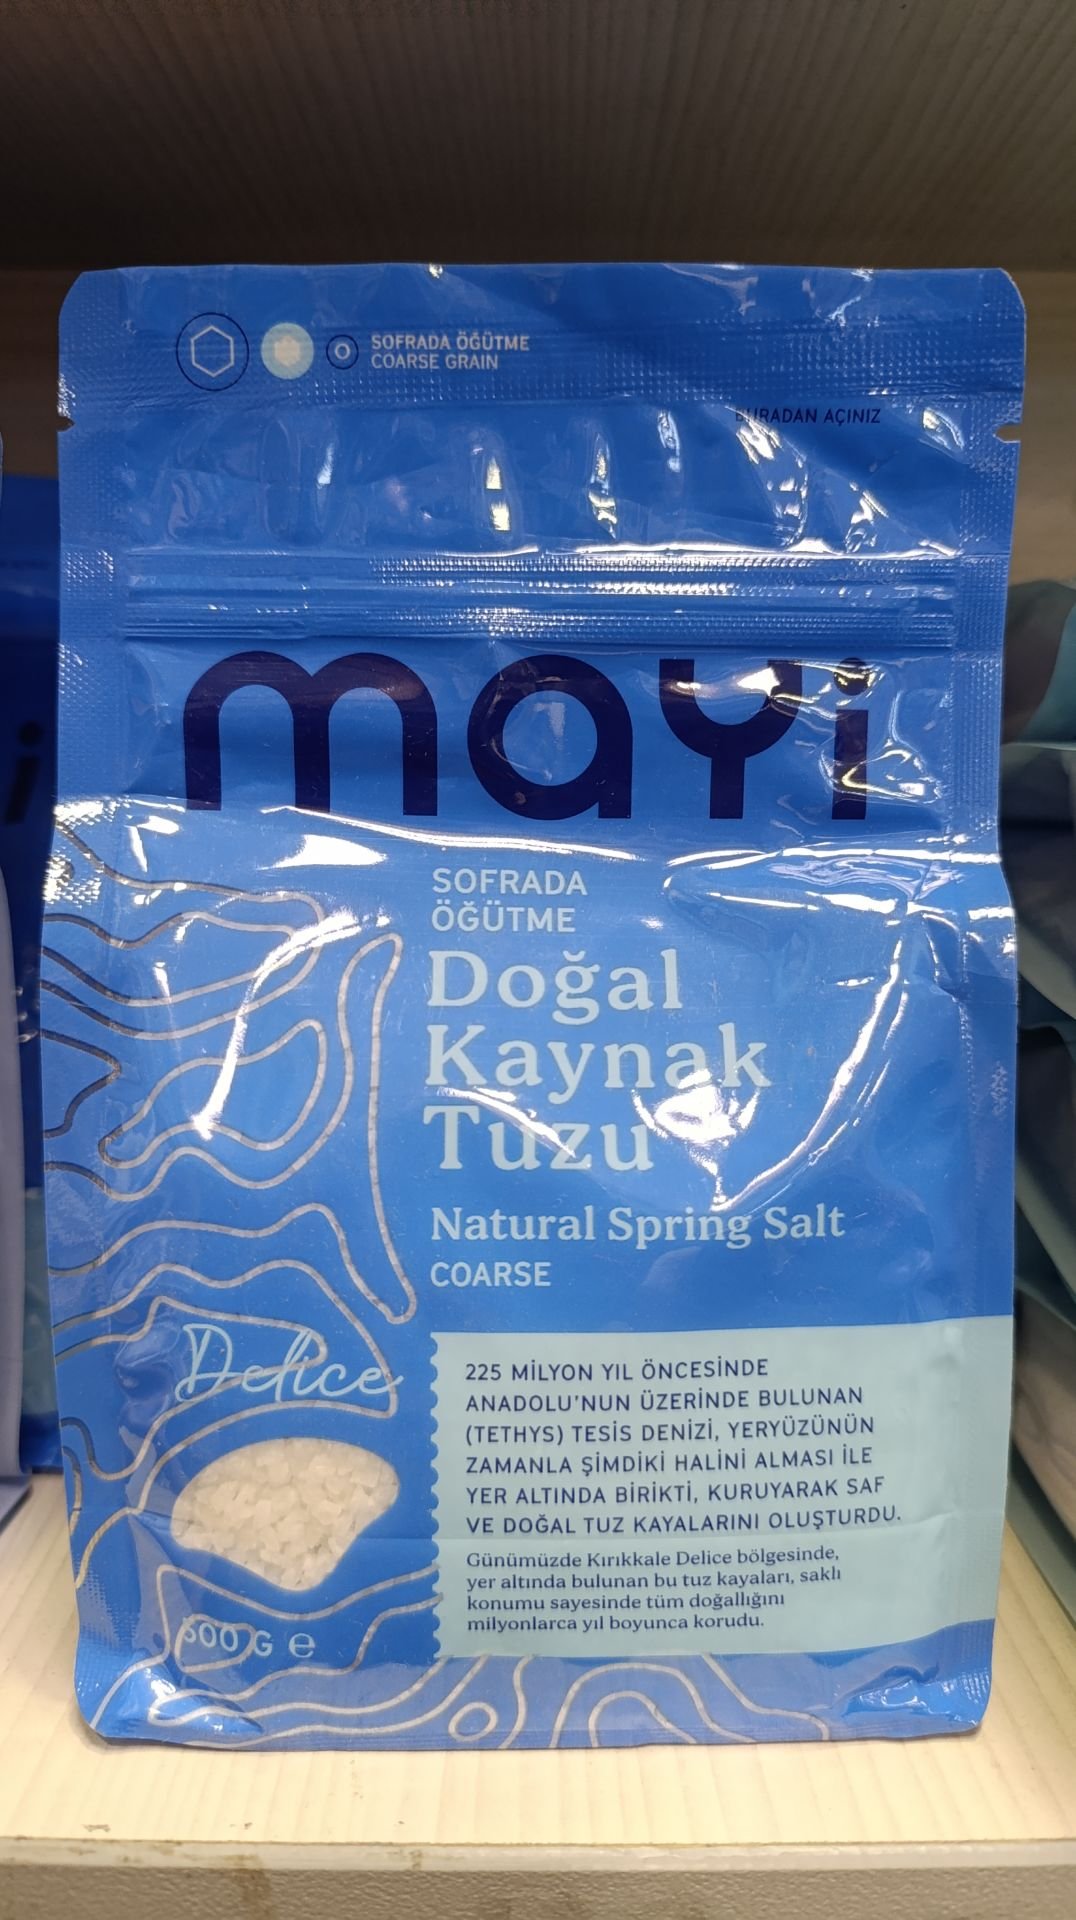 SOFRADA ÖĞÜTME
COARSE GRAIN
BURADAN AÇINIZ
mayi
SOFRADA
ÖĞÜTME
Doğal
Kaynak
Tuzu
Natural Spring Salt
COARSE
Delice
225 MİLYON YIL ÖNCESİNDE
ANADOLU'NUN ÜZERİNDE BULUNAN
(TETHYS) TESİS DENİZİ, YERYÜZÜNÜN
ZAMANLA ŞİMDİKİ HALİNİ ALMASI İLE
YER ALTINDA BİRİKTİ, KURUYARAK SAF
VE DOĞAL TUZ KAYALARINI OLUŞTURDU.
Günümüzde Kırıkkale Delice bölgesinde,
yer altında bulunan bu tuz kayaları, saklı
konumu sayesinde tüm doğallığını
milyonlarca yıl boyunca korudu.
G e